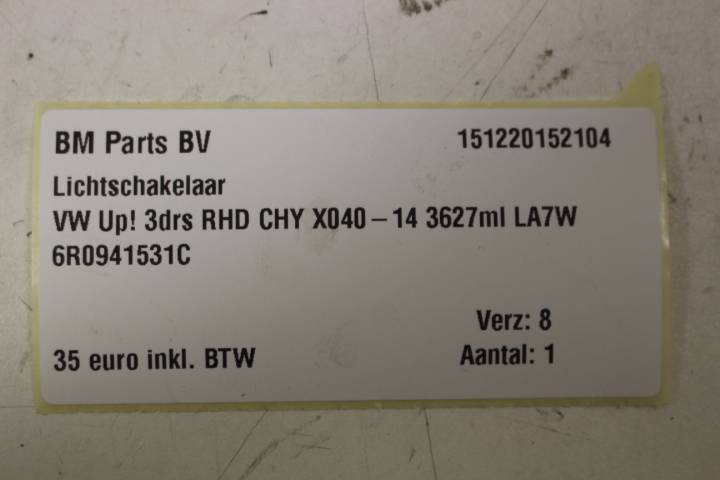 BM Parts BV 151220152104
Lichtschakelaar
VW Up! 3drs RHD CHY X040 – 14 3627ml LA7W
6R0941531C
Verz: 8
35 euro inkl. BTW Aantal: 1